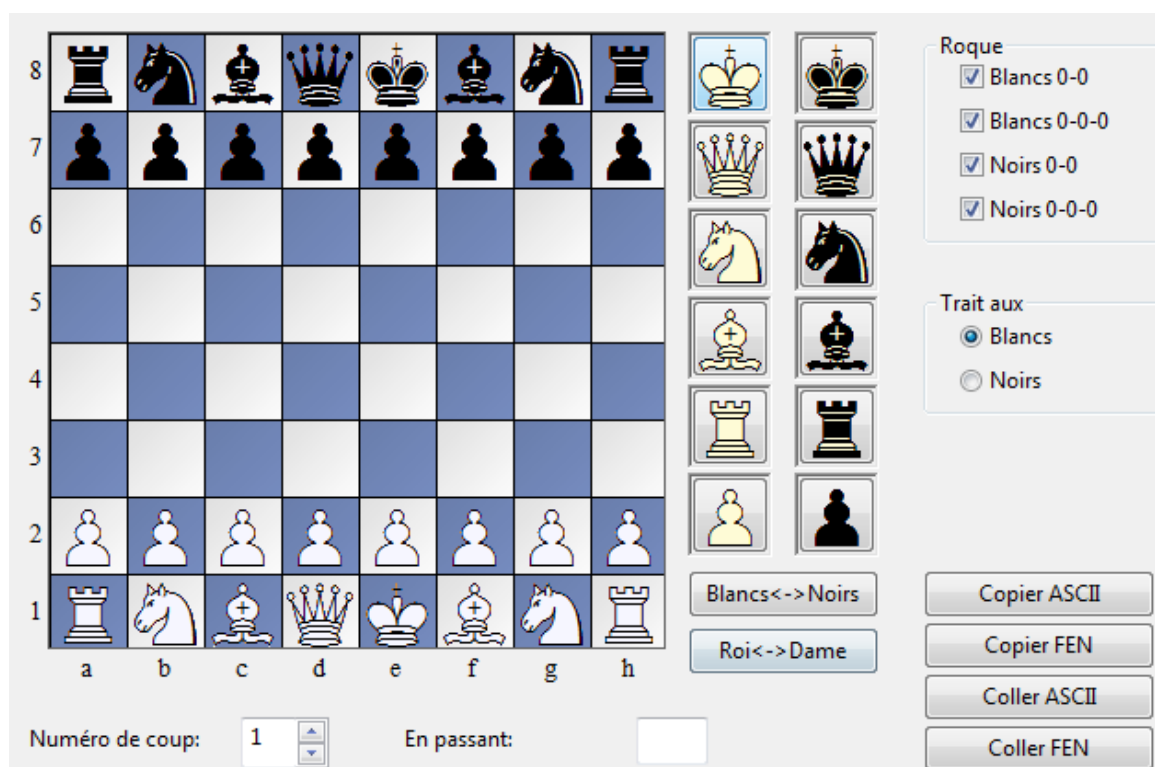 8
7
6
5
4
3
2
1
a b c d e f g h
Numéro de coup: 1 En passant:
Blancs<->Noirs
Roi<->Dame
Roque
Blancs 0-0
Blancs 0-0-0
Noirs 0-0
Noirs 0-0-0
Trait aux
Blancs
Noirs
Copier ASCII
Copier FEN
Coller ASCII
Coller FEN